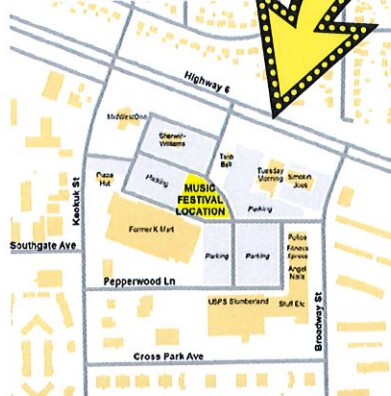 Highway 6
MidWestOne
Sherwin-
Williams
Taco
Bell
Tuesday
Morning
Smokin
Joes
Pizza
Hut
Parking
MUSIC
FESTIVAL
LOCATION
Parking
Keokuk St
Former K Mart
Southgate Ave
Parking
Parking
Police
Fitness
Xpress
Angel
Nails
Pepperwood Ln
USPS Slumberland
Stuff Etc
Broadway St
Cross Park Ave